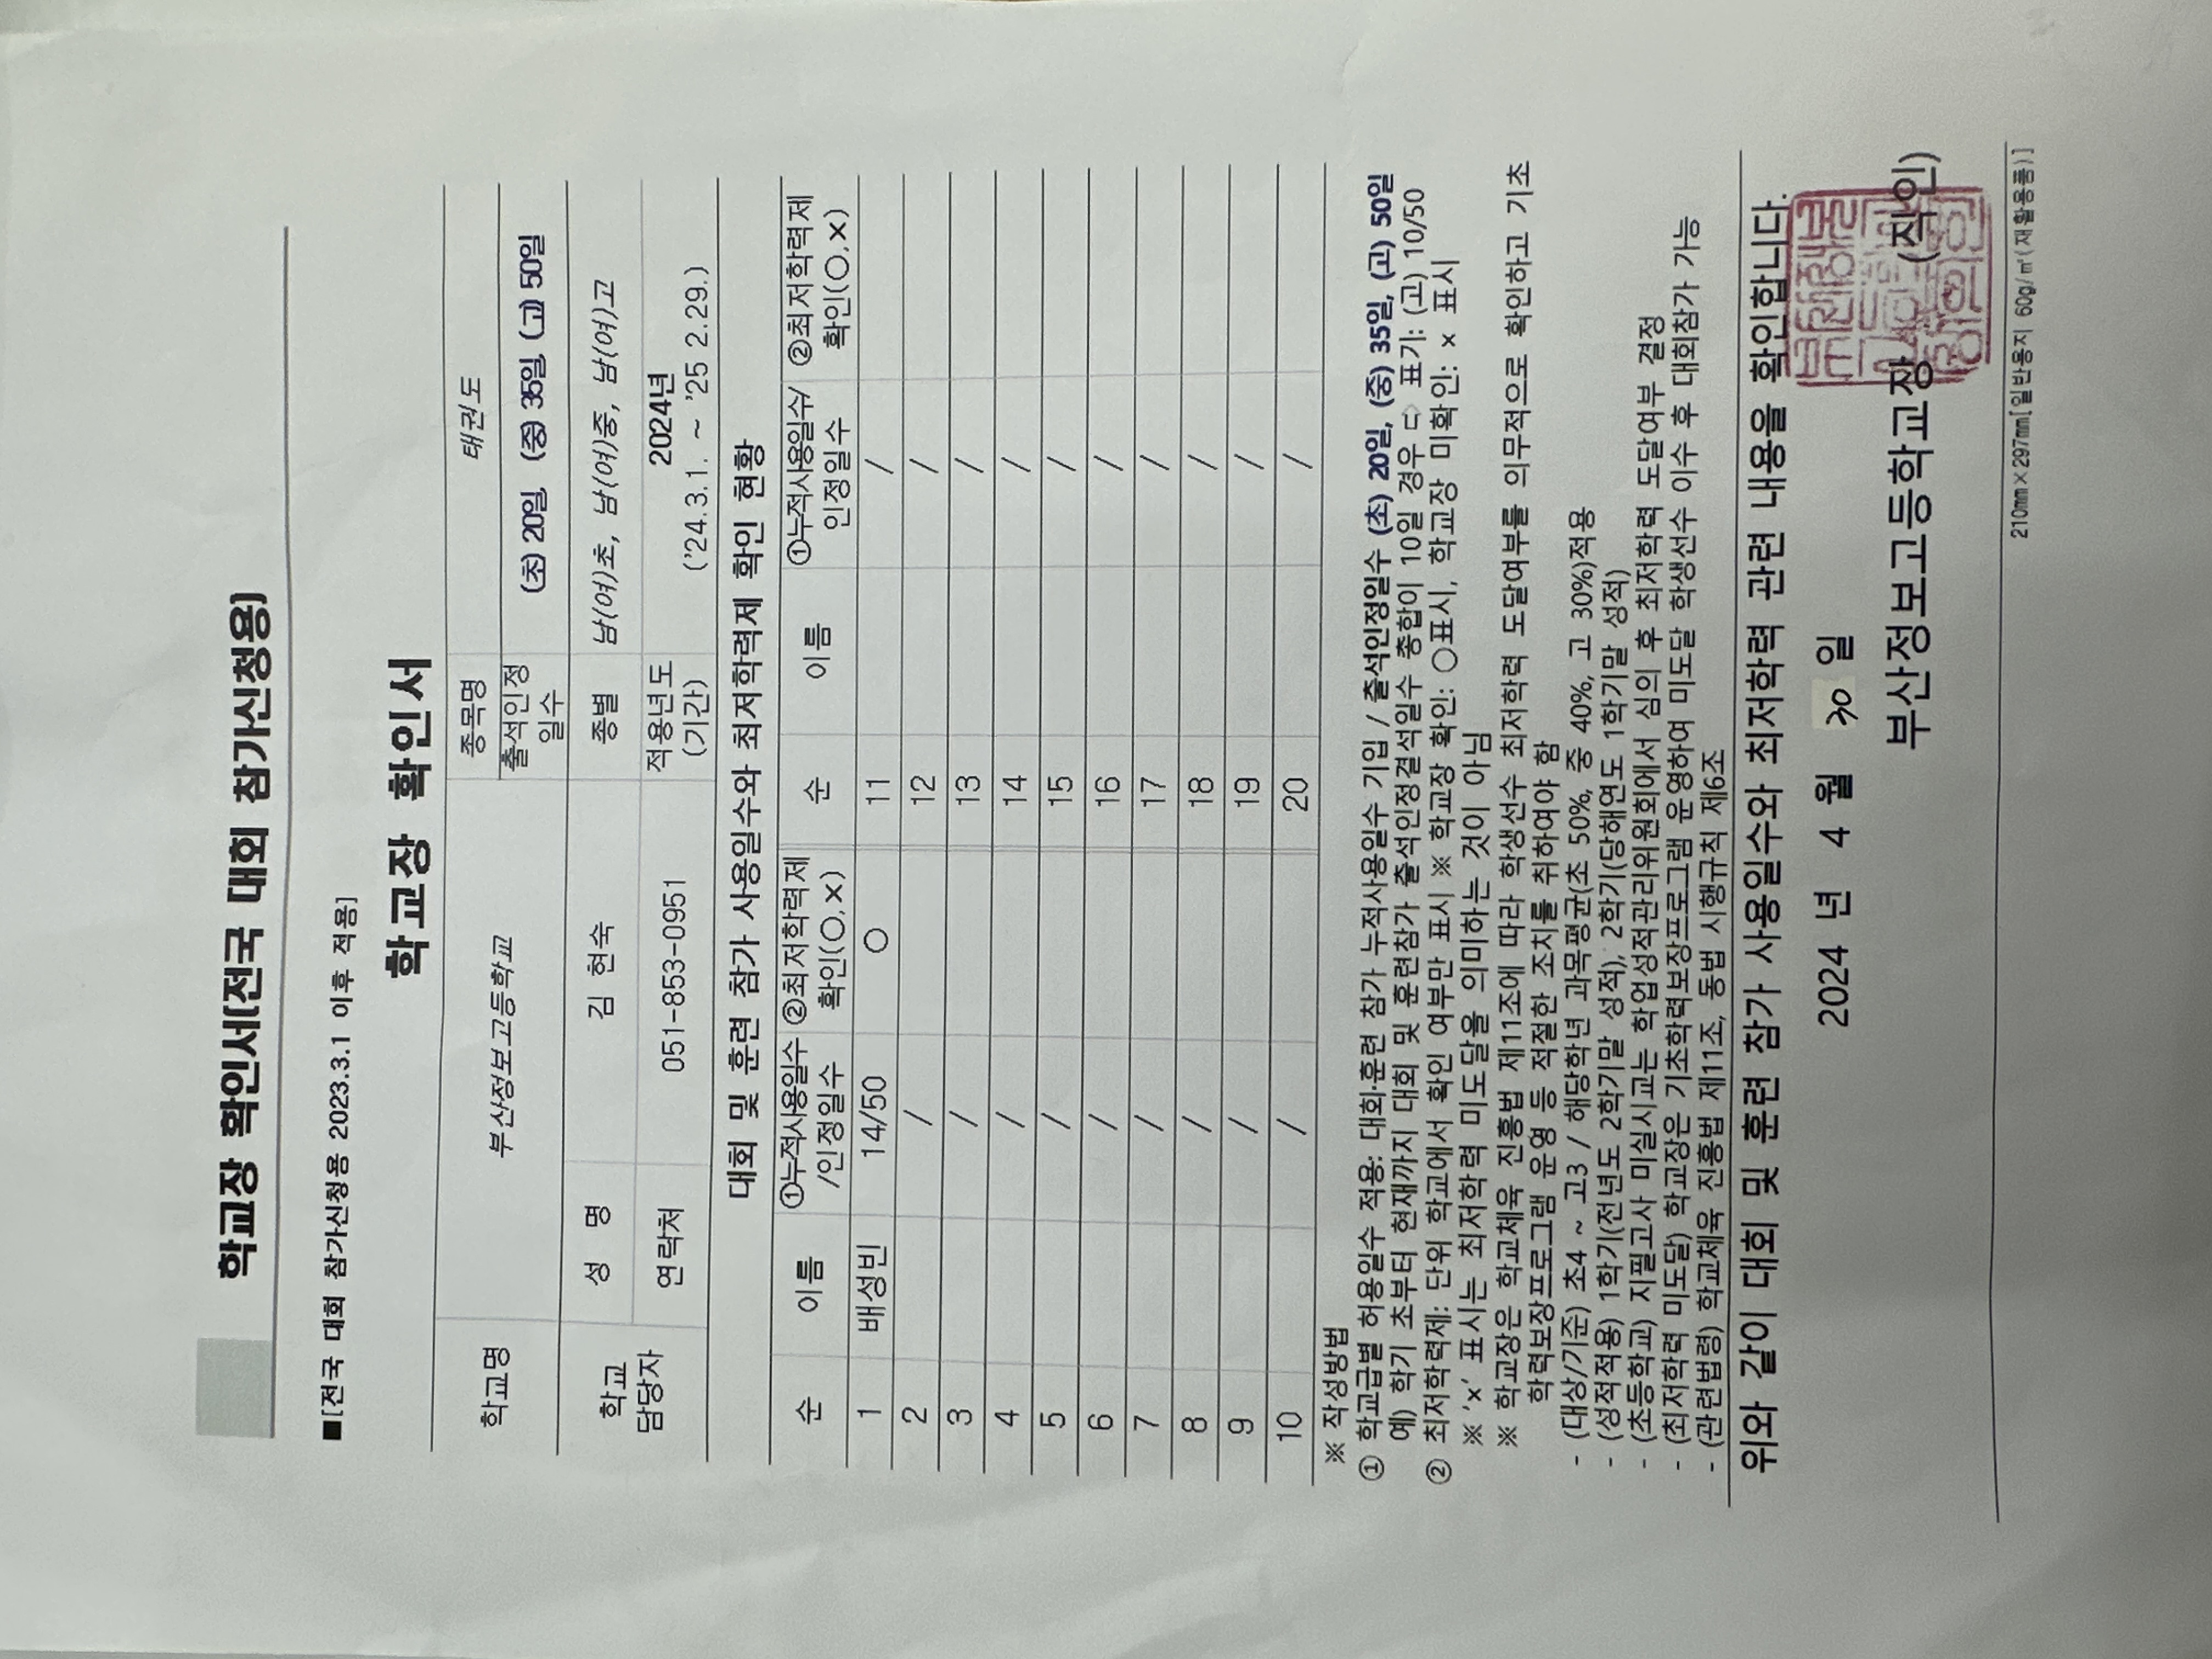 학교장 확인서[전국 대회 참가신청용]
■[전국 대회 참가신청용 2023.3.1 이후 적용]
학교장 확인서
학교명 부산정보고등학교 종목명 태권도
출석인정일수 (초) 20일, (중) 35일, (고) 50일
학교 담당자 성 명 김 현숙 종별 남(여)초, 남(여)중, 남(여)고
연락처 051-853-0951 적용년도(기간) 2024년
('24.3.1. ~ '25 2.29.)
대회 및 훈련 참가 사용일수와 최저학력제 확인 현황
순 이름 ①누적사용일수/인정일수 ②최저학력제 확인(○,×) 순 이름 ①누적사용일수/인정일수 ②최저학력제 확인(○,×)
1 배성빈 14/50 ○ 11 /
2 / 12 /
3 / 13 /
4 / 14 /
5 / 15 /
6 / 16 /
7 / 17 /
8 / 18 /
9 / 19 /
10 / 20 /
※ 작성방법
① 학교급별 허용일수 적용: 대회·훈련 참가 누적사용일수 기입 / 출석인정일수 (초) 20일, (중) 35일, (고) 50일
예) 학기 초부터 현재까지 대회 및 훈련참가 출석인정결석일수 총합이 10일 경우 ⇨ 표기: (고) 10/50
② 최저학력제: 단위 학교에서 확인 여부만 표시 ※ 학교장 확인: ○표시, 학교장 미확인: × 표시
※ '×' 표시는 최저학력 미도달을 의미하는 것이 아님
※ 학교장은 학교체육 진흥법 제11조에 따라 학생선수 최저학력 도달여부를 의무적으로 확인하고 기초
학력보장프로그램 운영 등 적절한 조치를 취하여야 함
- (대상/기준) 초4 ~ 고3 / 해당학년 과목평균(초 50%, 중 40%, 고 30%)적용
- (성적적용) 1학기(전년도 2학기말 성적), 2학기(당해연도 1학기말 성적)
- (초등학교) 지필고사 미실시교는 학업성적관리위원회에서 심의 후 최저학력 도달여부 결정
- (최저학력 미도달) 학교장은 기초학력보장프로그램 운영하여 미도달 학생선수 이수 후 대회참가 가능
- (관련법령) 학교체육 진흥법 제11조, 동법 시행규칙 제6조
위와 같이 대회 및 훈련 참가 사용일수와 최저학력 관련 내용을 확인합니다.
2024 년 4 월 30 일
부산정보고등학교장 (직인)
210mm×297mm[일반용지 60g/㎡(재활용품)]